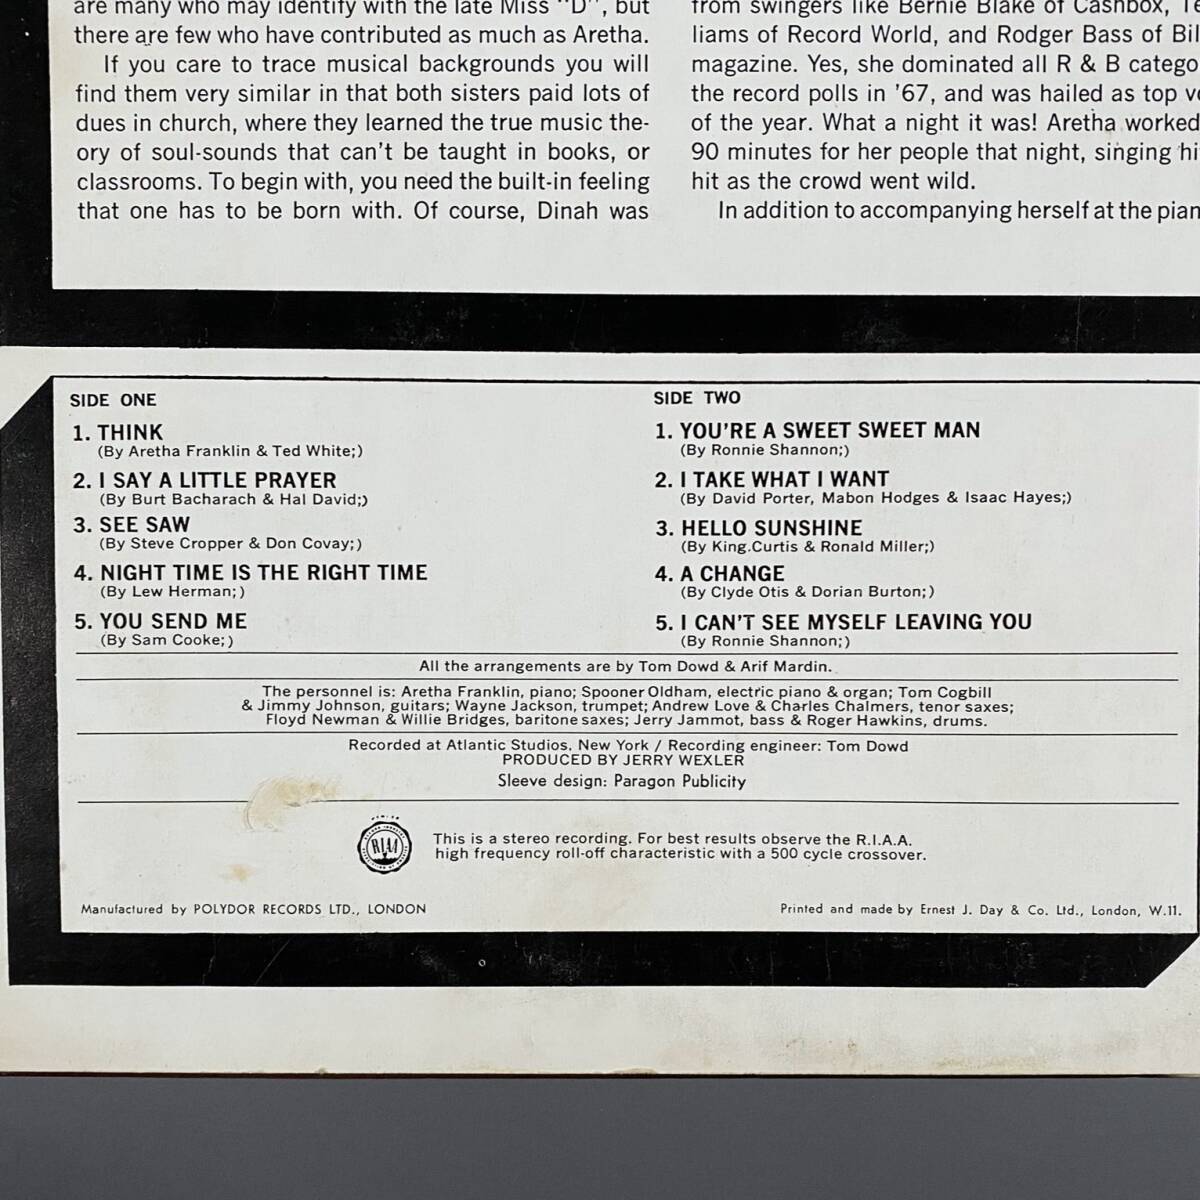 are many who may identify with the late Miss "D", but
there are few who have contributed as much as Aretha.
If you care to trace musical backgrounds you will
find them very similar in that both sisters paid lots of
dues in church, where they learned the true music the-
ory of soul-sounds that can't be taught in books, or
classrooms. To begin with, you need the built-in feeling
that one has to be born with. Of course, Dinah was
from swingers like Bernie Blake of Cashbox, Te
liams of Record World, and Rodger Bass of Bil
magazine. Yes, she dominated all R & B catego
the record polls in '67, and was hailed as top vo
of the year. What a night it was! Aretha worked
90 minutes for her people that night, singing hi
hit as the crowd went wild.
In addition to accompanying herself at the pian
SIDE ONE
1. THINK
(By Aretha Franklin & Ted White;)
2. I SAY A LITTLE PRAYER
(By Burt Bacharach & Hal David;)
3. SEE SAW
(By Steve Cropper & Don Covay;)
4. NIGHT TIME IS THE RIGHT TIME
(By Lew Herman;)
5. YOU SEND ME
(By Sam Cooke;)
SIDE TWO
1. YOU'RE A SWEET SWEET MAN
(By Ronnie Shannon;)
2. I TAKE WHAT I WANT
(By David Porter, Mabon Hodges & Isaac Hayes;)
3. HELLO SUNSHINE
(By King.Curtis & Ronald Miller;)
4. A CHANGE
(By Clyde Otis & Dorian Burton;)
5. I CAN'T SEE MYSELF LEAVING YOU
(By Ronnie Shannon;)
All the arrangements are by Tom Dowd & Arif Mardin.
The personnel is: Aretha Franklin, piano; Spooner Oldham, electric piano & organ; Tom Cogbill
& Jimmy Johnson, guitars; Wayne Jackson, trumpet; Andrew Love & Charles Chalmers, tenor saxes;
Floyd Newman & Willie Bridges, baritone saxes; Jerry Jammot, bass & Roger Hawkins, drums.
Recorded at Atlantic Studios, New York / Recording engineer: Tom Dowd
PRODUCED BY JERRY WEXLER
Sleeve design: Paragon Publicity
RIAA
This is a stereo recording. For best results observe the R.I.A.A.
high frequency roll-off characteristic with a 500 cycle crossover.
Manufactured by POLYDOR RECORDS LTD., LONDON
Printed and made by Ernest J. Day & Co. Ltd., London, W.11.